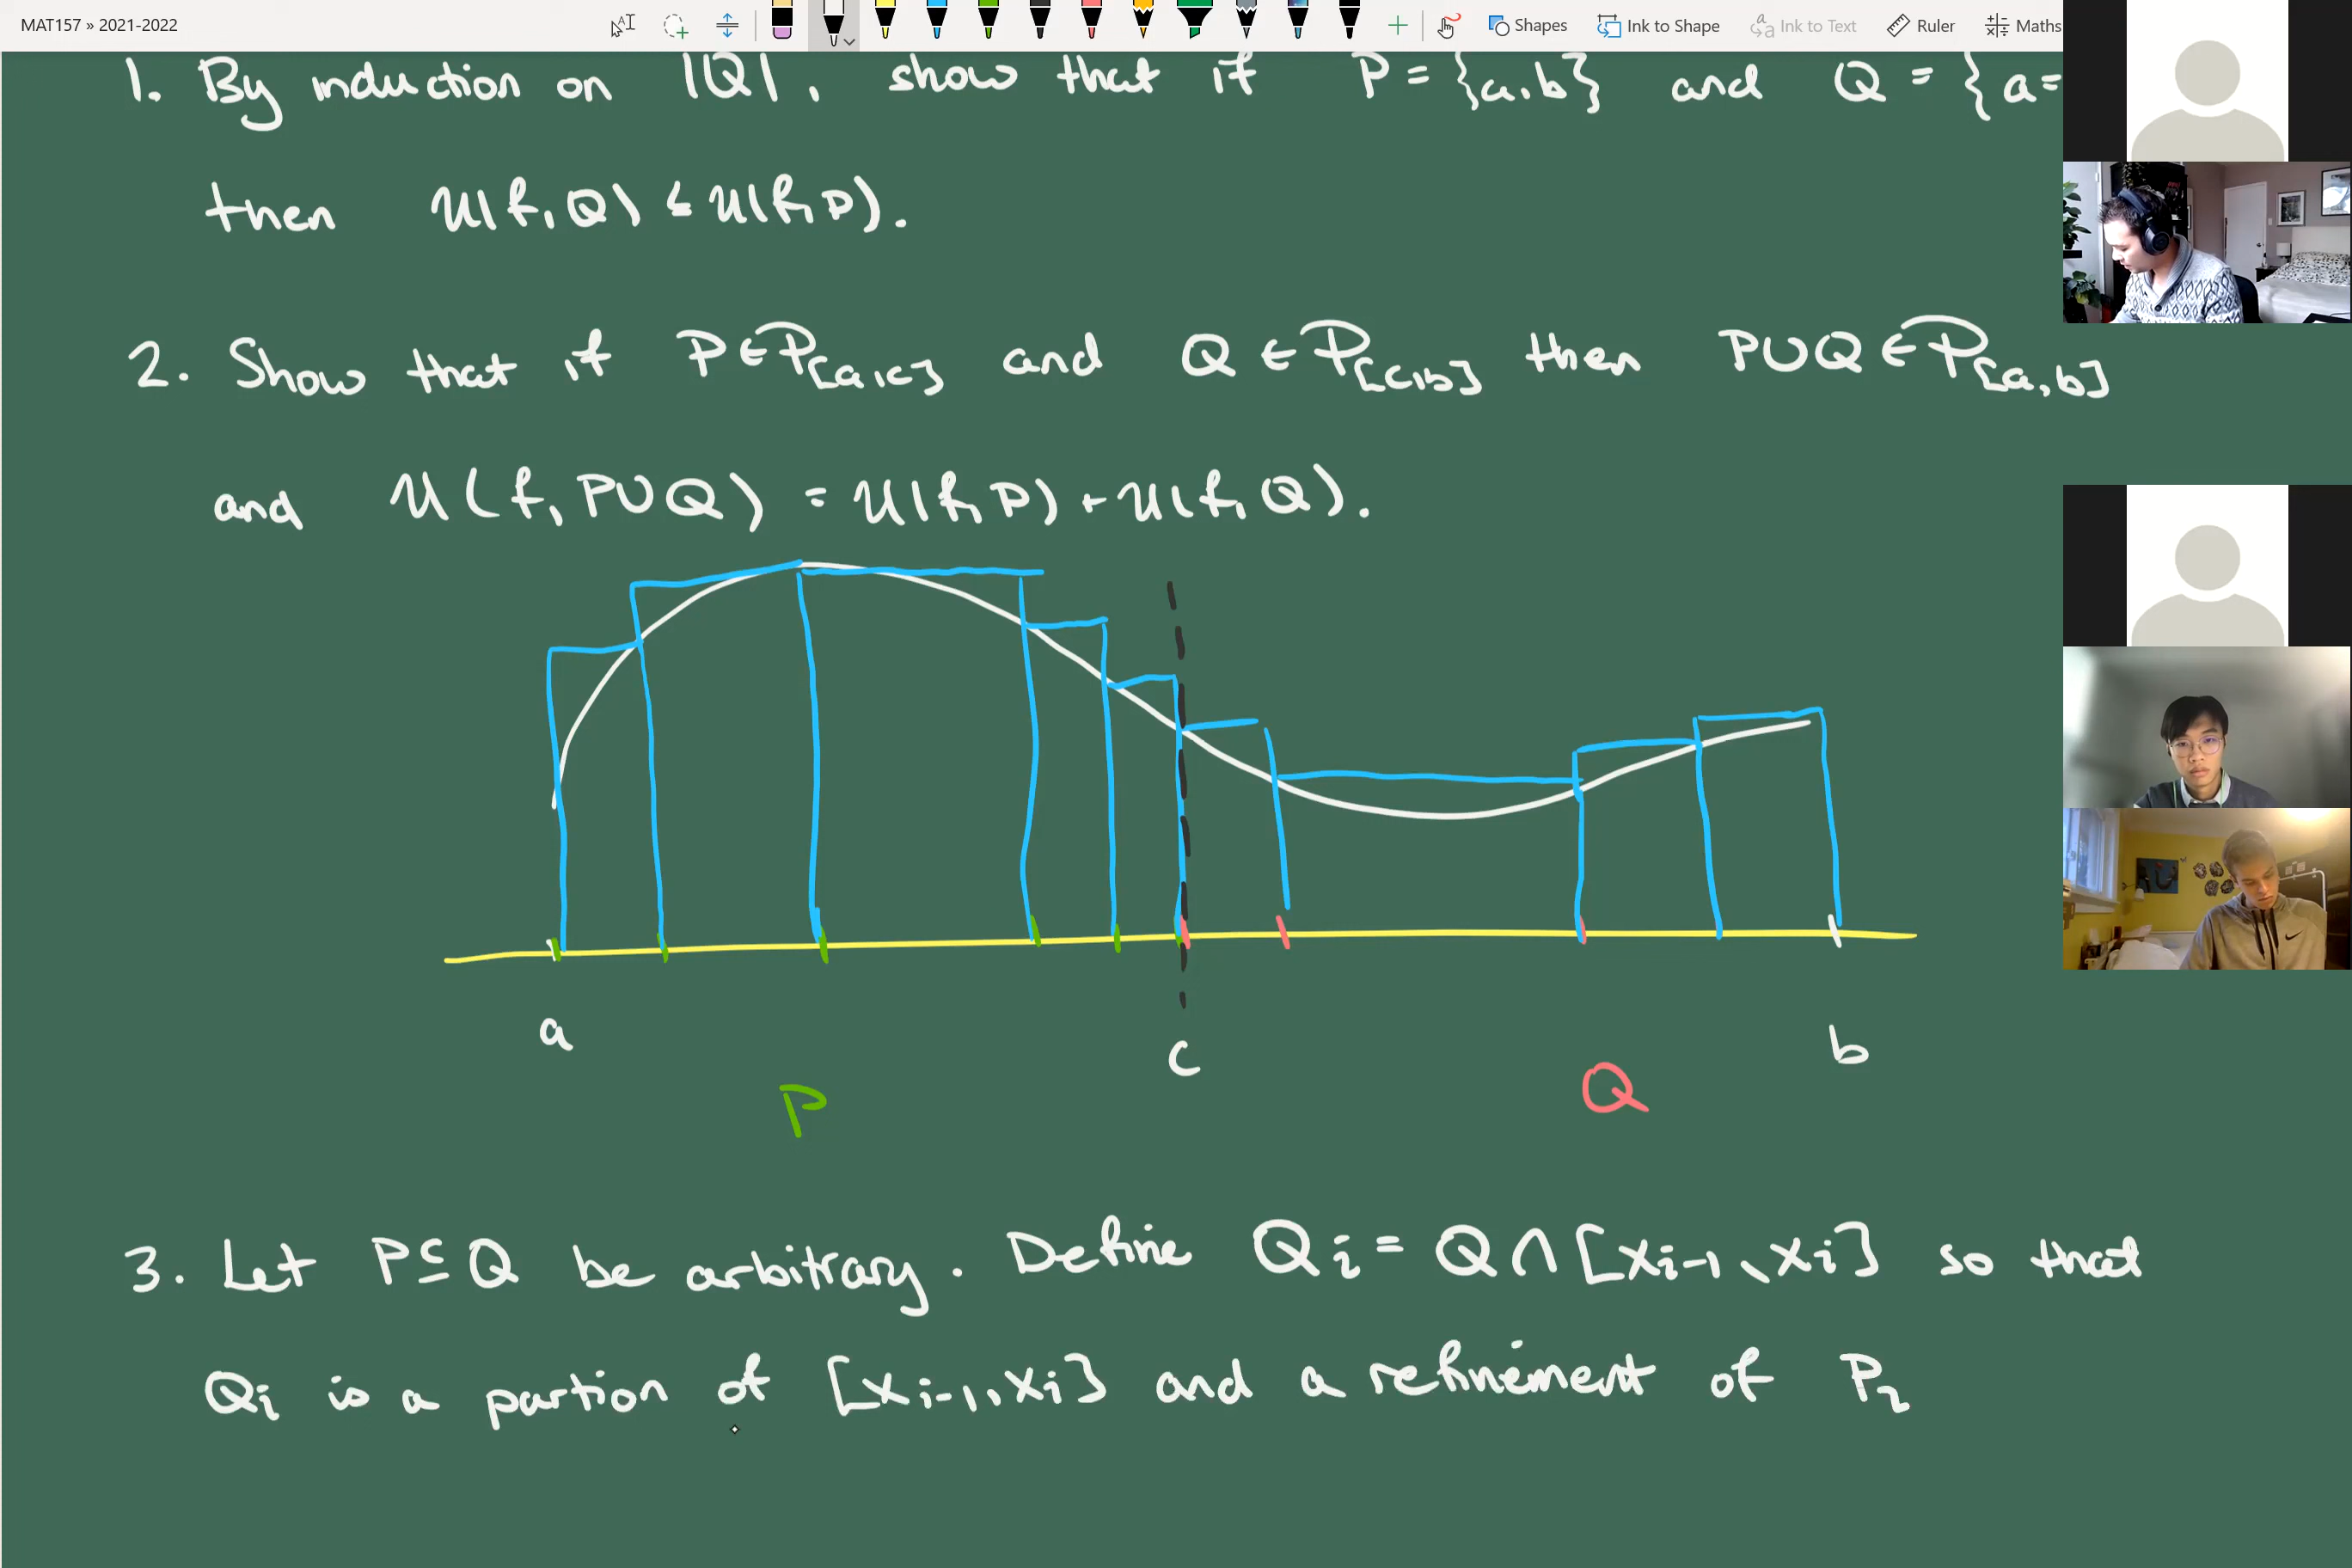 MAT157 » 2021-2022
Shapes Ink to Shape Ink to Text Ruler Maths
1. By induction on |Q|, show that if P = {a,b} and Q = {a=
then U(f,Q) ≤ U(f,P).
2. Show that if P∈P[a,c] and Q ∈ P[c,b] then P∪Q ∈ P[a,b]
and U(f, P∪Q) = U(f,P) + U(f,Q).
a c b
P Q
3. Let P⊆Q be arbitrary. Define Qi = Q ∩ [xi-1, xi] so that
Qi is a partion of [xi-1, xi] and a refinement of P2